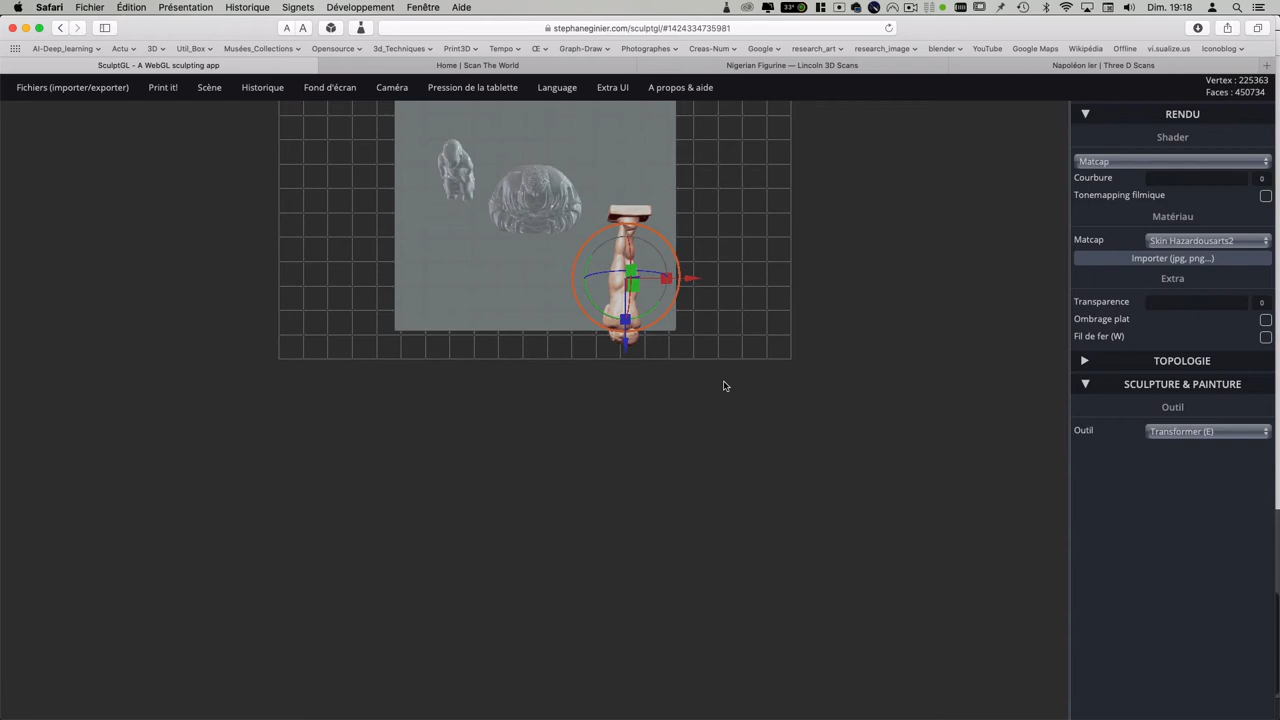 Safari Fichier Édition Présentation Historique Signets Développement Fenêtre Aide 33° Dim. 19:18
A A stephaneginier.com/sculptgl/#1424334735981
AI-Deep_learning Actu 3D Util_Box Musées_Collections Opensource 3d_Techniques Print3D Tempo Œ Graph-Draw Photographes Creas-Num Google research_art research_image blender YouTube Google Maps Wikipédia Offline vi.sualize.us Iconoblog
SculptGL - A WebGL sculpting app Home | Scan The World Nigerian Figurine — Lincoln 3D Scans Napoléon Ier | Three D Scans
Fichiers (importer/exporter) Print it! Scène Historique Fond d'écran Caméra Pression de la tablette Language Extra UI A propos & aide
Vertex : 225363
Faces : 450734
RENDU
Shader
Matcap
Courbure 0
Tonemapping filmique
Matériau
Matcap Skin Hazardousarts2
Importer (jpg, png...)
Extra
Transparence 0
Ombrage plat
Fil de fer (W)
TOPOLOGIE
SCULPTURE & PAINTURE
Outil
Outil Transformer (E)